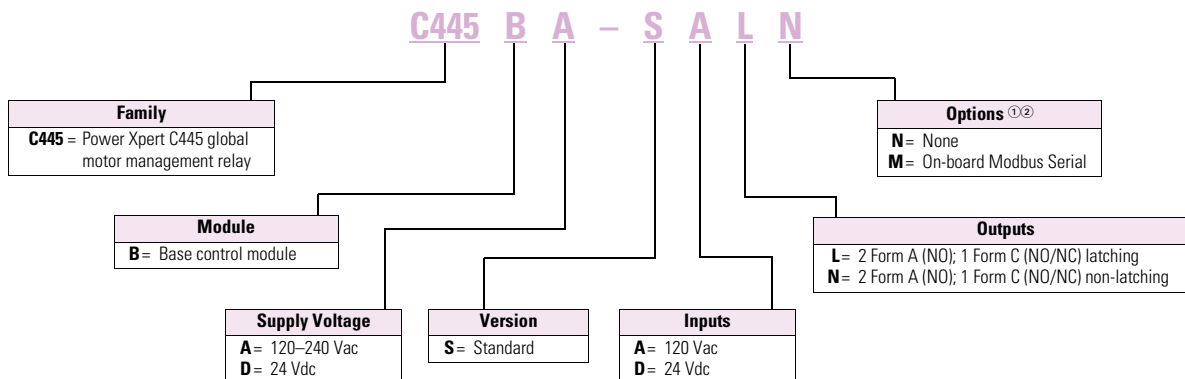 C445 B A – S A L N
Family
C445 = Power Xpert C445 global
motor management relay
Options ①②
N = None
M = On-board Modbus Serial
Module
B = Base control module
Outputs
L = 2 Form A (NO); 1 Form C (NO/NC) latching
N = 2 Form A (NO); 1 Form C (NO/NC) non-latching
Supply Voltage
A = 120–240 Vac
D = 24 Vdc
Version
S = Standard
Inputs
A = 120 Vac
D = 24 Vdc